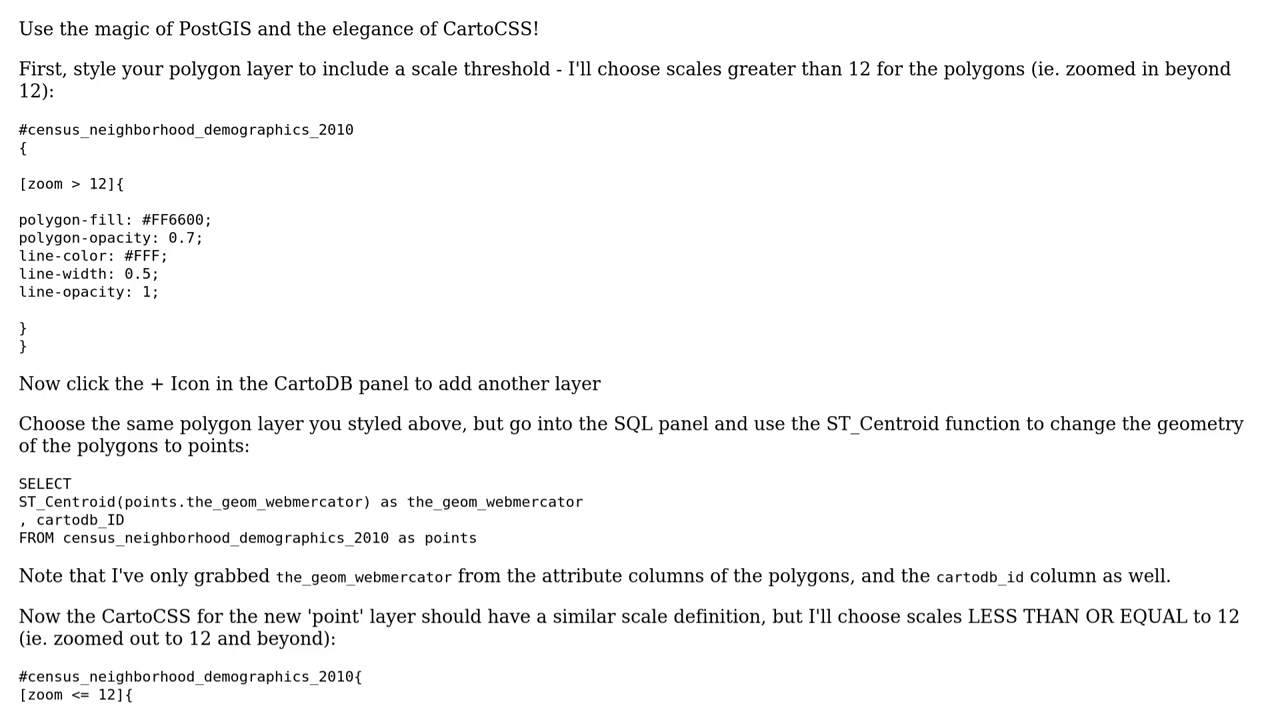 Use the magic of PostGIS and the elegance of CartoCSS!
First, style your polygon layer to include a scale threshold - I'll choose scales greater than 12 for the polygons (ie. zoomed in beyond
12):
#census_neighborhood_demographics_2010
{
[zoom > 12]{
polygon-fill: #FF6600;
polygon-opacity: 0.7;
line-color: #FFF;
line-width: 0.5;
line-opacity: 1;
}
}
Now click the + Icon in the CartoDB panel to add another layer
Choose the same polygon layer you styled above, but go into the SQL panel and use the ST_Centroid function to change the geometry
of the polygons to points:
SELECT
ST_Centroid(points.the_geom_webmercator) as the_geom_webmercator
, cartodb_ID
FROM census_neighborhood_demographics_2010 as points
Note that I've only grabbed the_geom_webmercator from the attribute columns of the polygons, and the cartodb_id column as well.
Now the CartoCSS for the new 'point' layer should have a similar scale definition, but I'll choose scales LESS THAN OR EQUAL to 12
(ie. zoomed out to 12 and beyond):
#census_neighborhood_demographics_2010{
[zoom <= 12]{